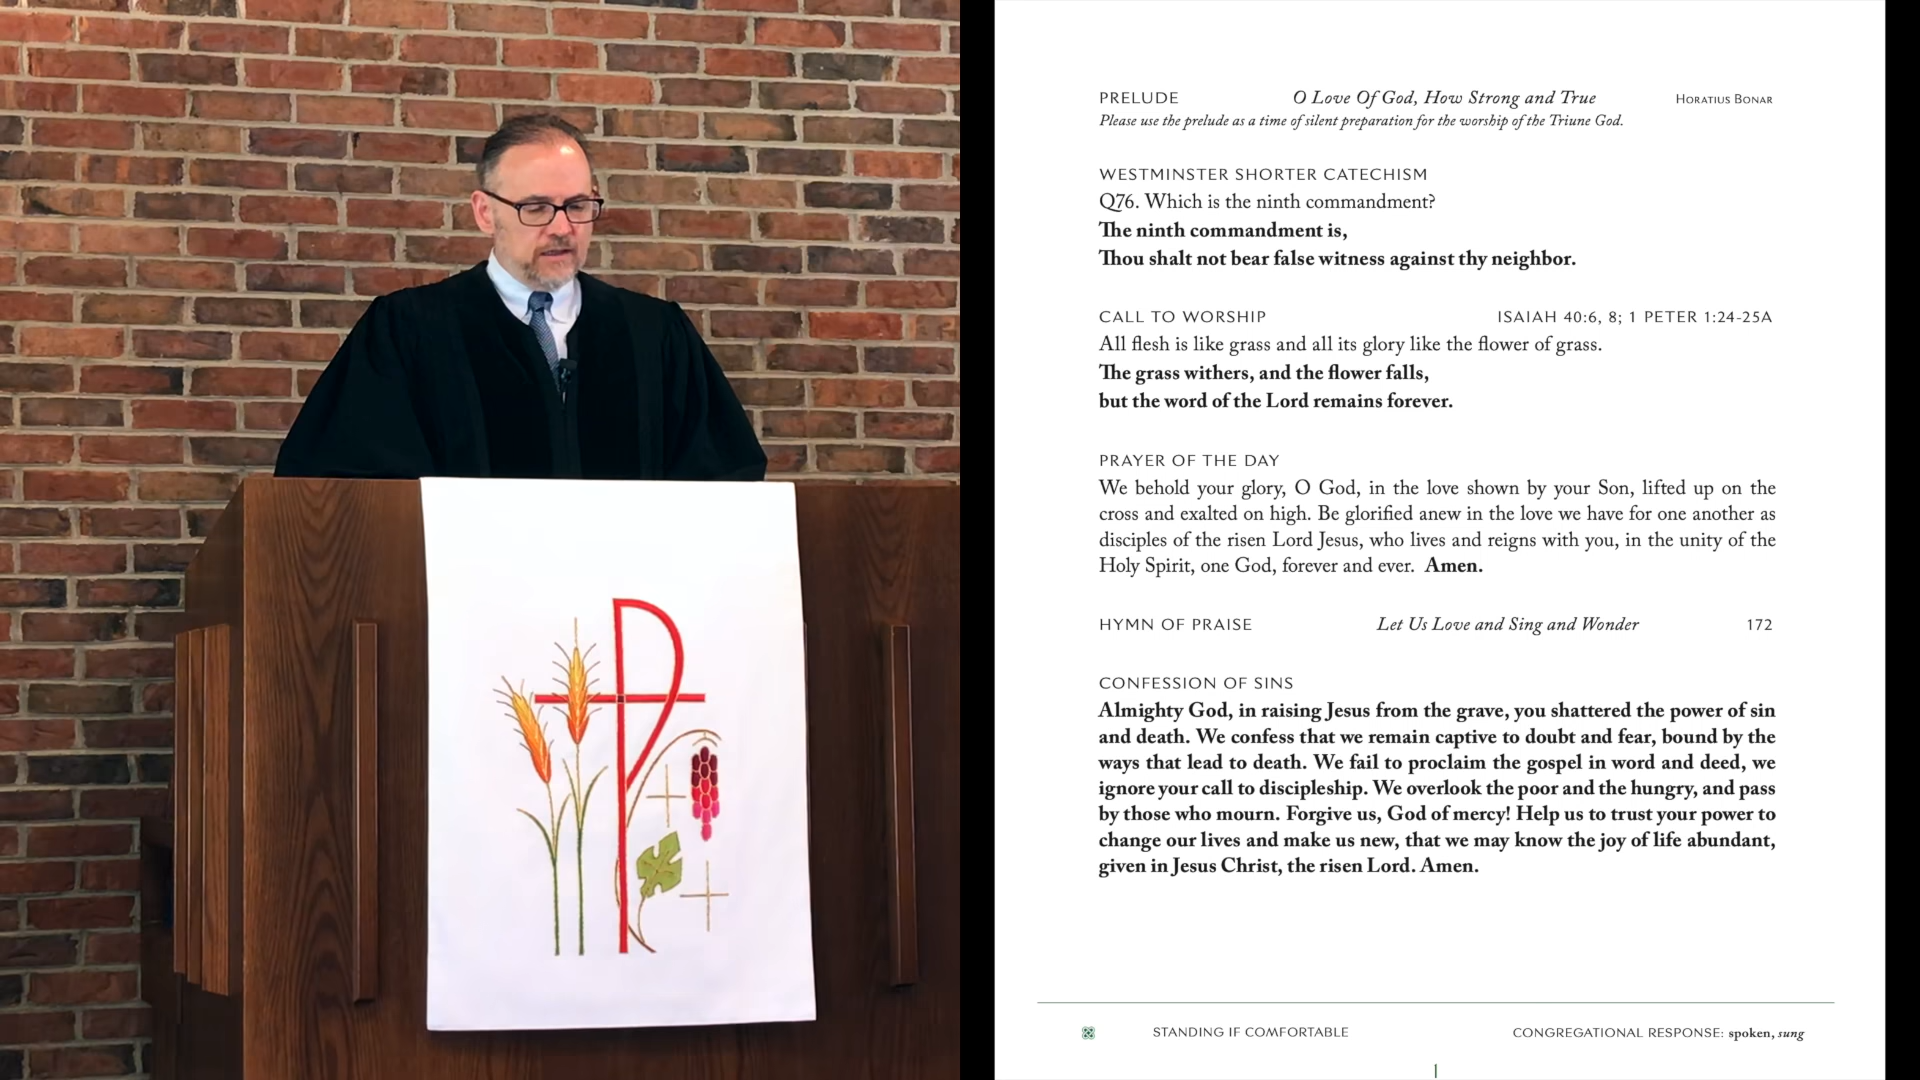 PRELUDE O Love Of God, How Strong and True Horatius Bonar
Please use the prelude as a time of silent preparation for the worship of the Triune God.
WESTMINSTER SHORTER CATECHISM
Q76. Which is the ninth commandment?
The ninth commandment is,
Thou shalt not bear false witness against thy neighbor.
CALL TO WORSHIP ISAIAH 40:6, 8; 1 PETER 1:24-25A
All flesh is like grass and all its glory like the flower of grass.
The grass withers, and the flower falls,
but the word of the Lord remains forever.
PRAYER OF THE DAY
We behold your glory, O God, in the love shown by your Son, lifted up on the
cross and exalted on high. Be glorified anew in the love we have for one another as
disciples of the risen Lord Jesus, who lives and reigns with you, in the unity of the
Holy Spirit, one God, forever and ever. Amen.
HYMN OF PRAISE Let Us Love and Sing and Wonder 172
CONFESSION OF SINS
Almighty God, in raising Jesus from the grave, you shattered the power of sin
and death. We confess that we remain captive to doubt and fear, bound by the
ways that lead to death. We fail to proclaim the gospel in word and deed, we
ignore your call to discipleship. We overlook the poor and the hungry, and pass
by those who mourn. Forgive us, God of mercy! Help us to trust your power to
change our lives and make us new, that we may know the joy of life abundant,
given in Jesus Christ, the risen Lord. Amen.
STANDING IF COMFORTABLE CONGREGATIONAL RESPONSE: spoken, sung
1